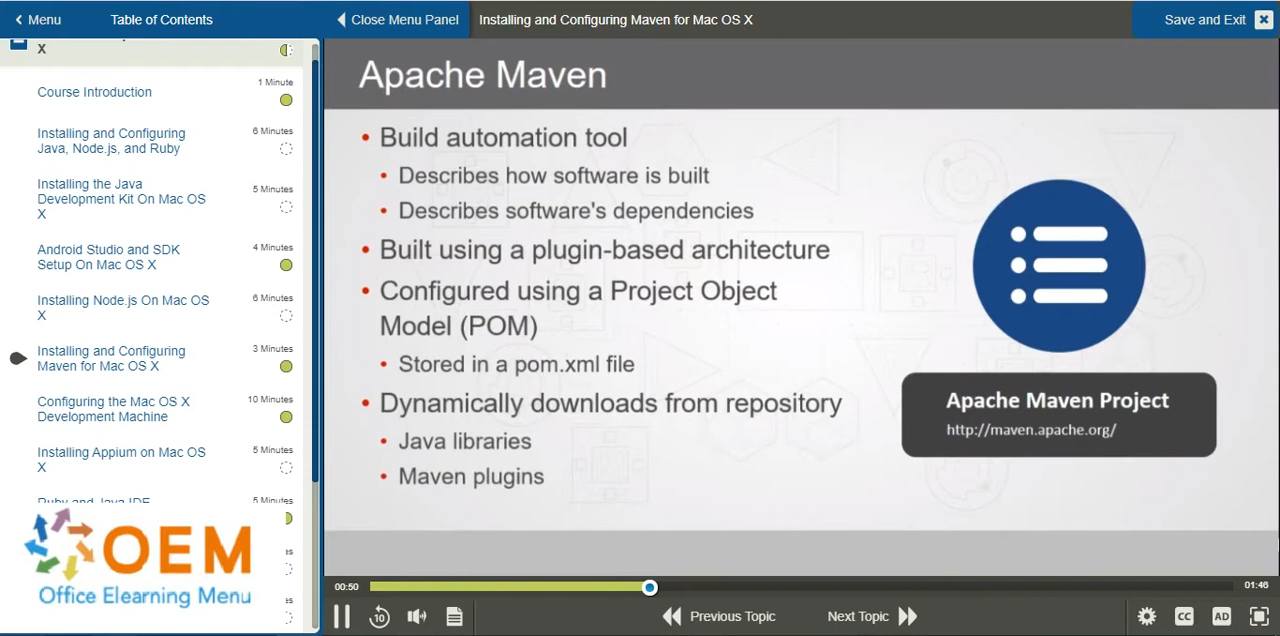 Menu
Table of Contents
Close Menu Panel
Installing and Configuring Maven for Mac OS X
Save and Exit
X
Course Introduction
1 Minute
Installing and Configuring
Java, Node.js, and Ruby
6 Minutes
Installing the Java
Development Kit On Mac OS
X
5 Minutes
Android Studio and SDK
Setup On Mac OS X
4 Minutes
Installing Node.js On Mac OS
X
6 Minutes
Installing and Configuring
Maven for Mac OS X
3 Minutes
Configuring the Mac OS X
Development Machine
10 Minutes
Installing Appium on Mac OS
X
5 Minutes
Ruby and Java IDE
5 Minutes
OEM
Office Elearning Menu
Apache Maven
• Build automation tool
• Describes how software is built
• Describes software's dependencies
• Built using a plugin-based architecture
• Configured using a Project Object
Model (POM)
• Stored in a pom.xml file
• Dynamically downloads from repository
• Java libraries
• Maven plugins
Apache Maven Project
http://maven.apache.org/
00:50
01:46
10
Previous Topic
Next Topic
CC
AD